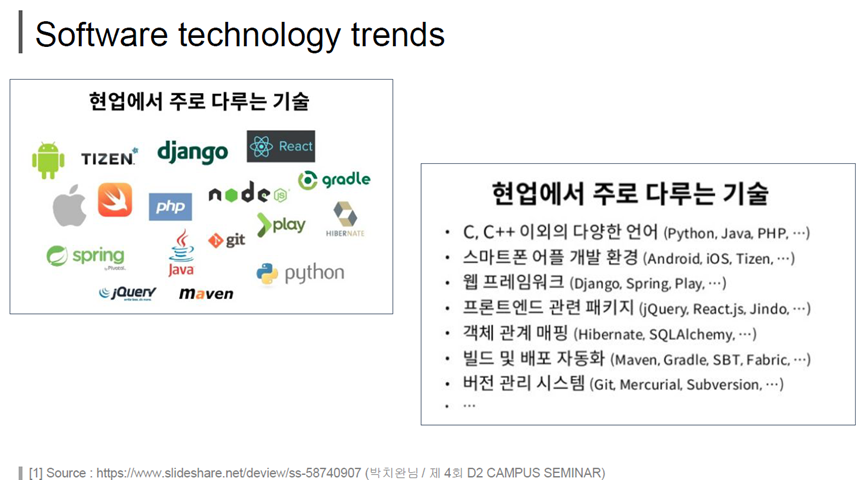 Software technology trends
현업에서 주로 다루는 기술
TIZEN
django
React
gradle
php
node JS
play
HIBERNATE
spring
by Pivotal.
Java
git
python
jQuery
write less, do more.
maven
현업에서 주로 다루는 기술
• C, C++ 이외의 다양한 언어 (Python, Java, PHP, …)
• 스마트폰 어플 개발 환경 (Android, iOS, Tizen, …)
• 웹 프레임워크 (Django, Spring, Play, …)
• 프론트엔드 관련 패키지 (jQuery, React.js, Jindo, …)
• 객체 관계 매핑 (Hibernate, SQLAlchemy, …)
• 빌드 및 배포 자동화 (Maven, Gradle, SBT, Fabric, …)
• 버전 관리 시스템 (Git, Mercurial, Subversion, …)
• …
[1] Source : https://www.slideshare.net/deview/ss-58740907 (박치완님 / 제 4회 D2 CAMPUS SEMINAR)